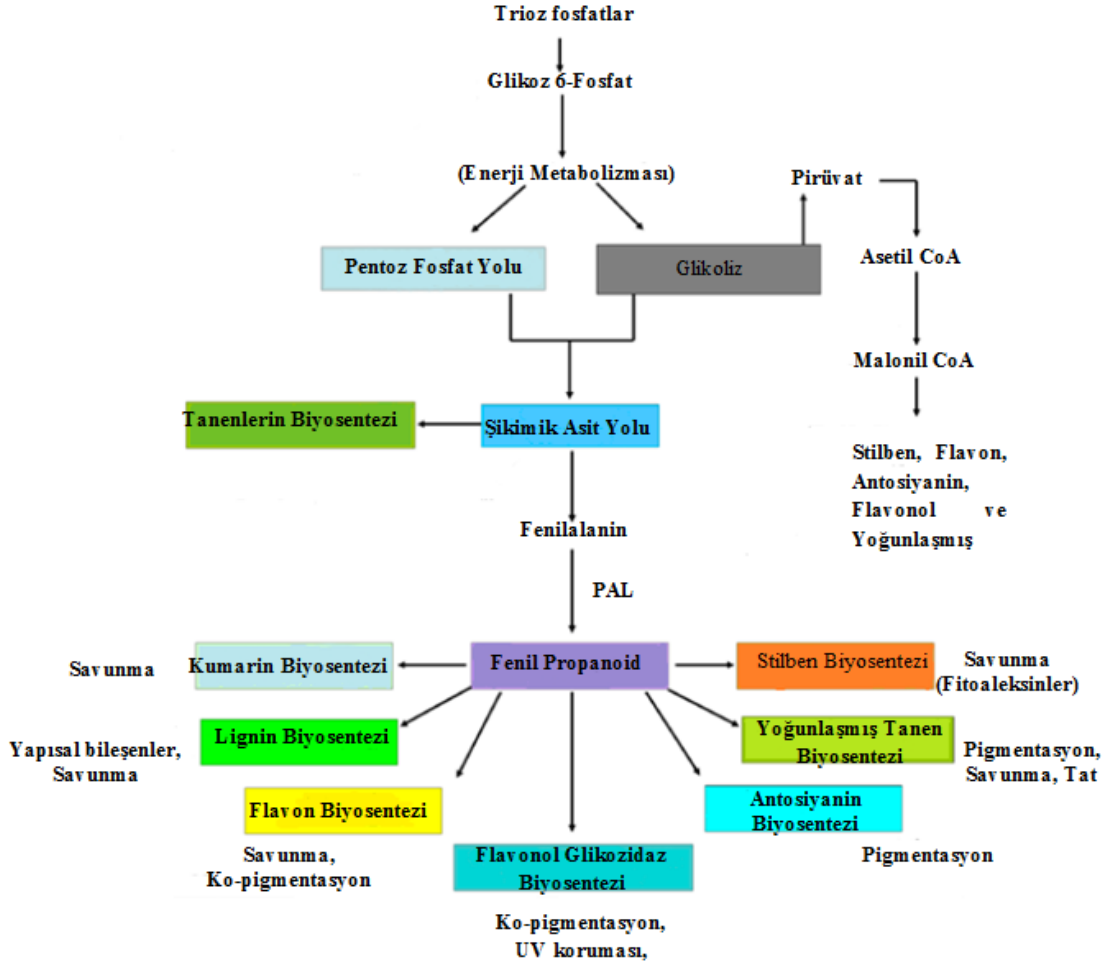 Trioz fosfatlar
Glikoz 6-Fosfat
(Enerji Metabolizması)
Pirüvat
Pentoz Fosfat Yolu
Glikoliz
Asetil CoA
Malonil CoA
Tanenlerin Biyosentezi
Şikimik Asit Yolu
Stilben, Flavon,
Antosiyanin,
Flavonol ve
Yoğunlaşmış
Fenilalanin
PAL
Savunma
Kumarin Biyosentezi
Fenil Propanoid
Stilben Biyosentezi
Savunma
(Fitoaleksinler)
Yapısal bileşenler,
Savunma
Lignin Biyosentezi
Yoğunlaşmış Tanen
Biyosentezi
Pigmentasyon,
Savunma, Tat
Flavon Biyosentezi
Antosiyanin
Biyosentezi
Savunma,
Ko-pigmentasyon
Flavonol Glikozidaz
Biyosentezi
Pigmentasyon
Ko-pigmentasyon,
UV koruması,